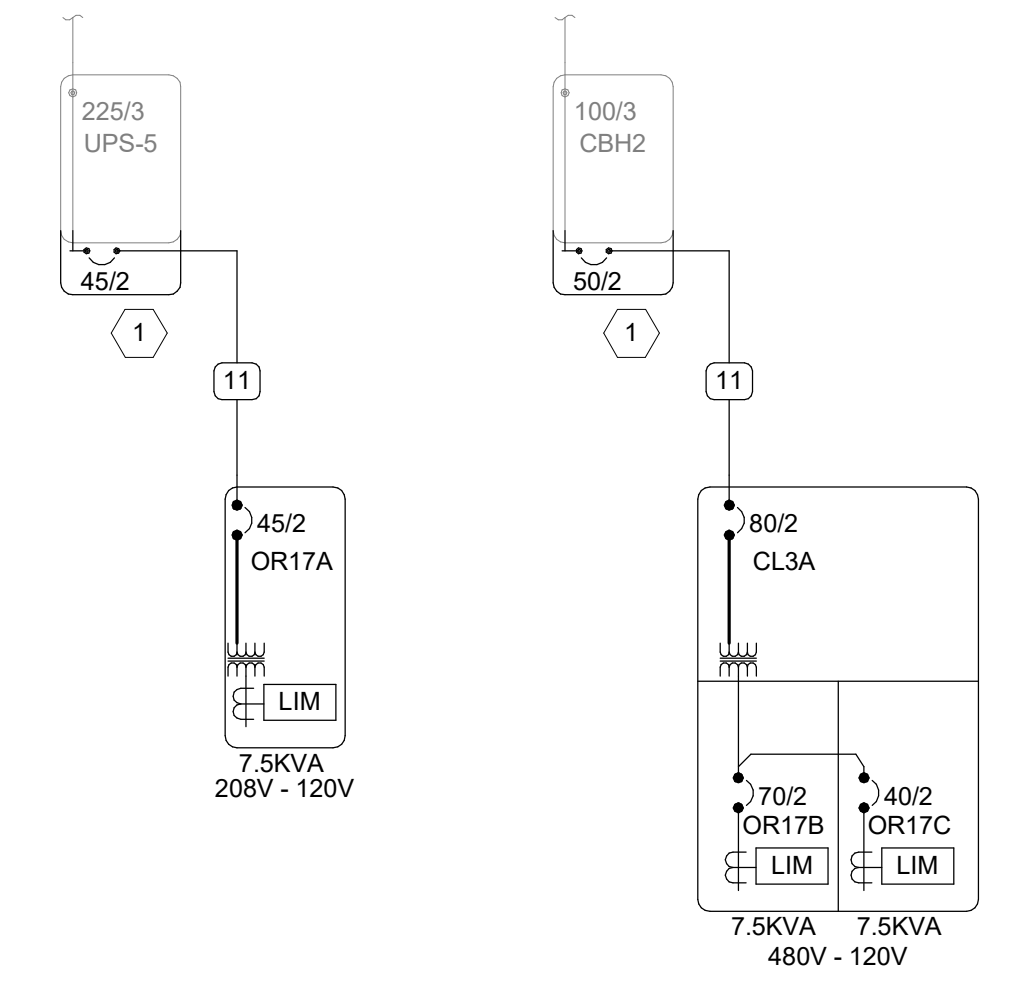 225/3
UPS-5
45/2
1
11
45/2
OR17A
LIM
7.5KVA
208V - 120V
100/3
CBH2
50/2
1
11
80/2
CL3A
70/2
OR17B
LIM
40/2
OR17C
LIM
7.5KVA 7.5KVA
480V - 120V